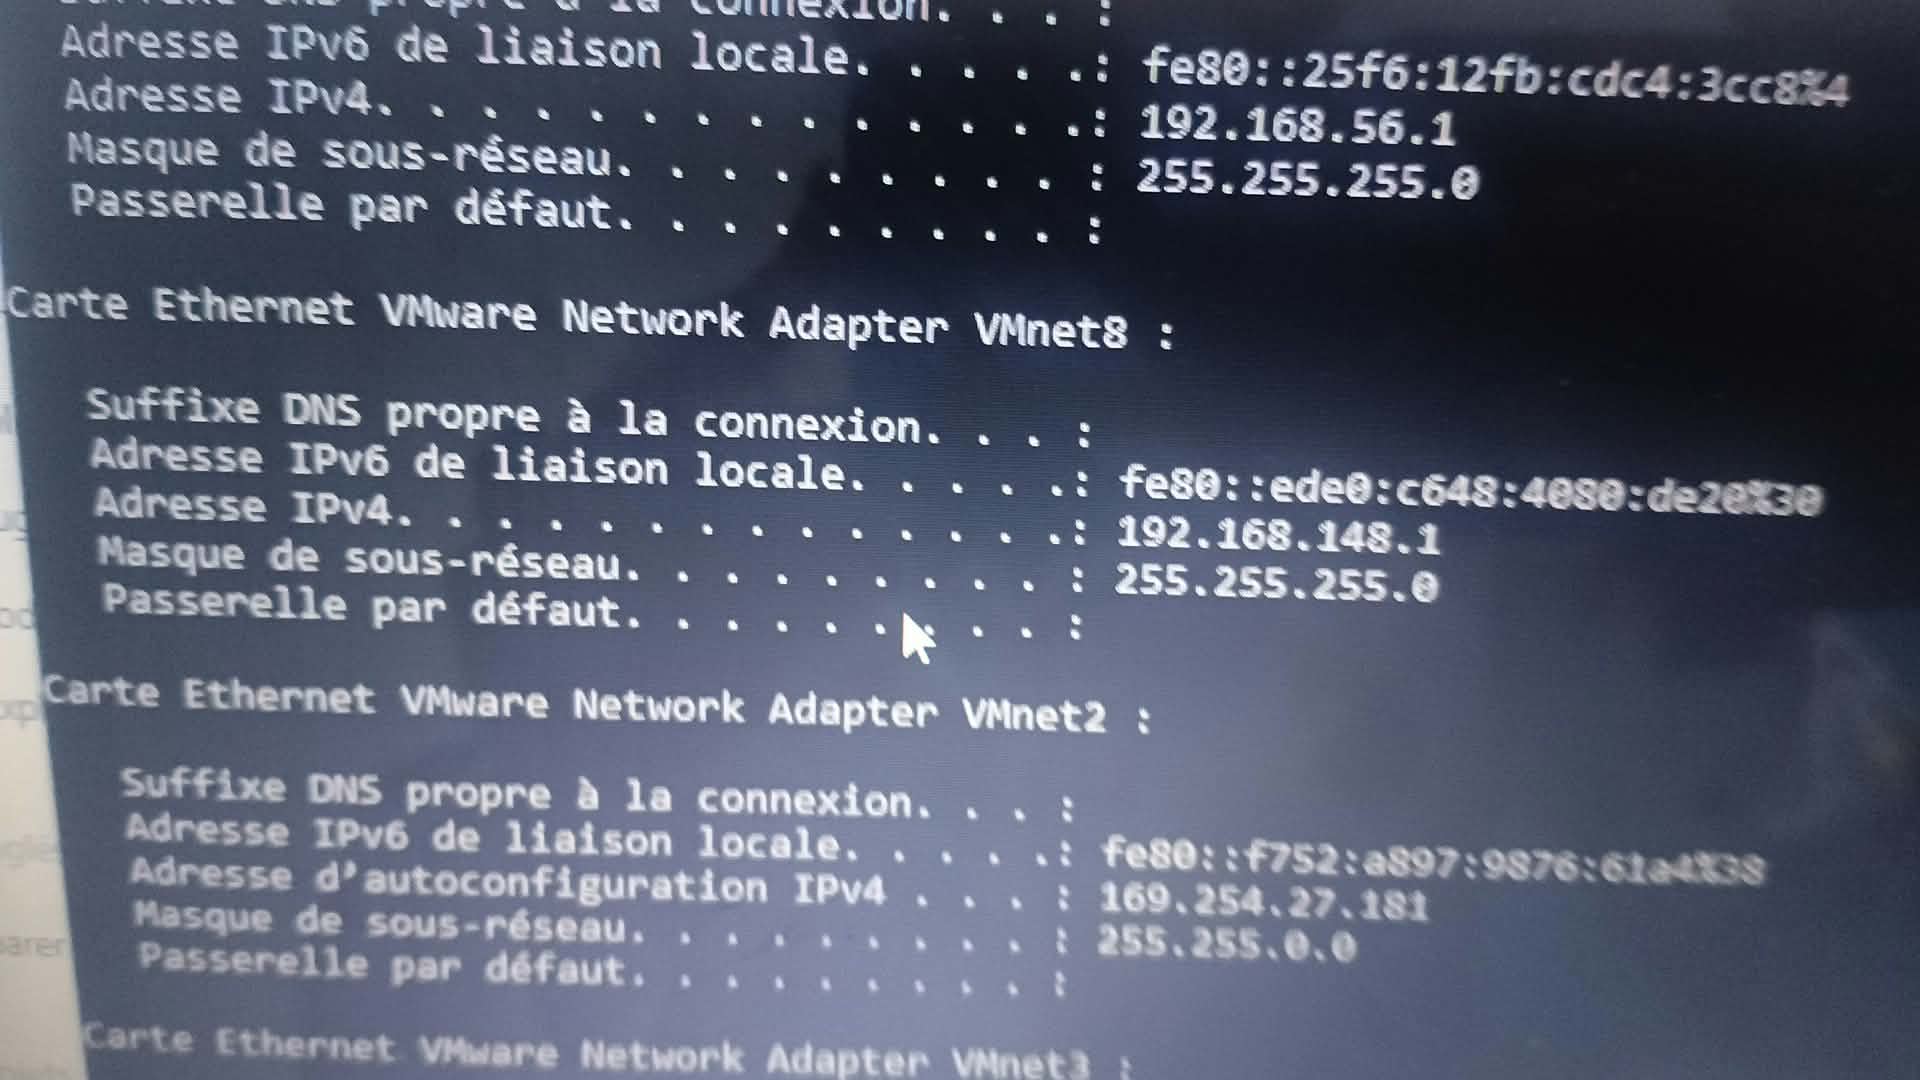 propre à la connexion. . . :
Adresse IPv6 de liaison locale. . . . .: fe80::25f6:12fb:cdc4:3cc8%4
Adresse IPv4. . . . . . . . . . . . . .: 192.168.56.1
Masque de sous-réseau. . . . . . . . . : 255.255.255.0
Passerelle par défaut. . . . . . . . . :
Carte Ethernet VMware Network Adapter VMnet8 :
Suffixe DNS propre à la connexion. . . :
Adresse IPv6 de liaison locale. . . . .: fe80::ede0:c648:4080:de20%30
Adresse IPv4. . . . . . . . . . . . . .: 192.168.148.1
Masque de sous-réseau. . . . . . . . . : 255.255.255.0
Passerelle par défaut. . . . . . . . . :
Carte Ethernet VMware Network Adapter VMnet2 :
Suffixe DNS propre à la connexion. . . :
Adresse IPv6 de liaison locale. . . . .: fe80::f752:a897:9876:61a4%38
Adresse d'autoconfiguration IPv4 . . . : 169.254.27.181
Masque de sous-réseau. . . . . . . . . : 255.255.0.0
Passerelle par défaut. . . . . . . . . :
Carte Ethernet VMware Network Adapter VMnet3 :